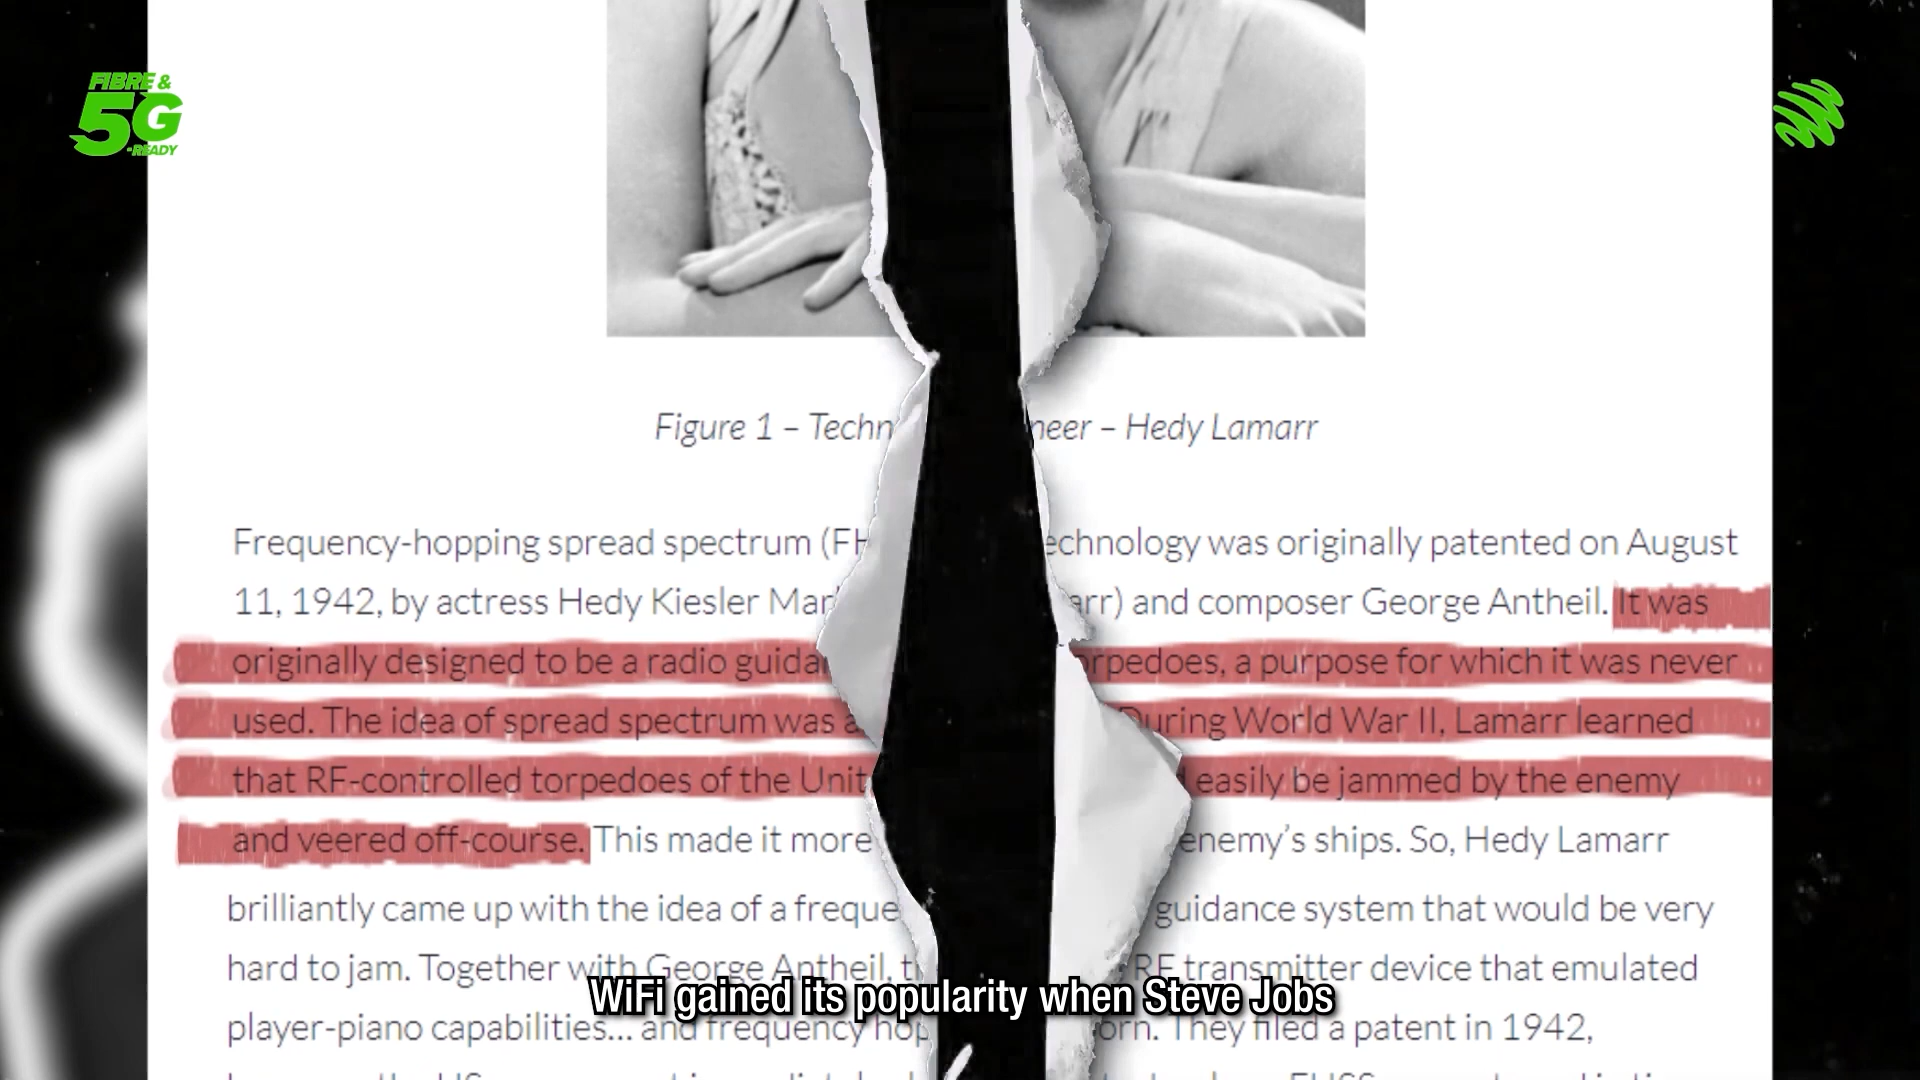 FIBRE &
5G
-READY
Figure 1 – Techn neer – Hedy Lamarr
Frequency-hopping spread spectrum (FH echnology was originally patented on August
11, 1942, by actress Hedy Kiesler Mar arr) and composer George Antheil. It was
originally designed to be a radio guida orpedoes, a purpose for which it was never
used. The idea of spread spectrum was a During World War II, Lamarr learned
that RF-controlled torpedoes of the Unit easily be jammed by the enemy
and veered off-course. This made it more enemy's ships. So, Hedy Lamarr
brilliantly came up with the idea of a freque guidance system that would be very
hard to jam. Together with George Antheil, RF transmitter device that emulated
WiFi gained its popularity when Steve Jobs
player-piano capabilities... and frequency hop orn. They filed a patent in 1942,